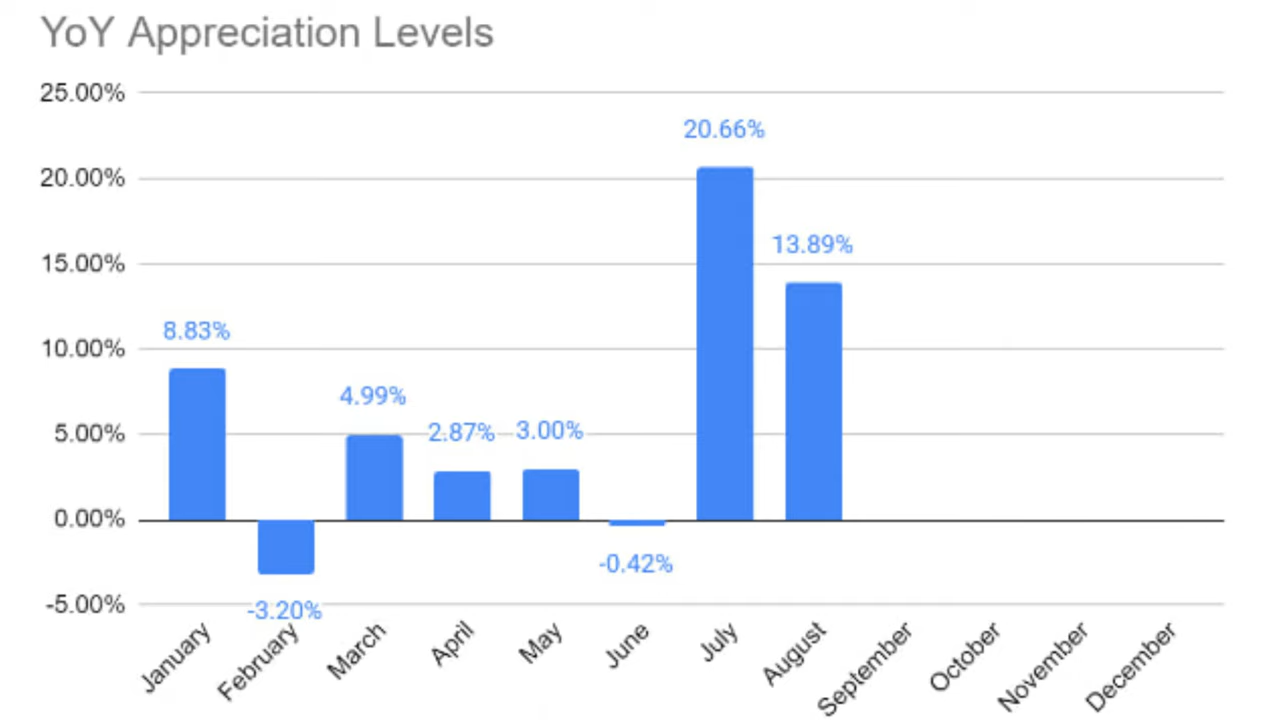 YoY Appreciation Levels
25.00%
20.66%
20.00%
13.89%
15.00%
8.83%
10.00%
4.99%
5.00%
2.87%
3.00%
0.00%
-0.42%
-5.00%
-3.20%
January
February
March
April
May
June
July
August
September
October
November
December